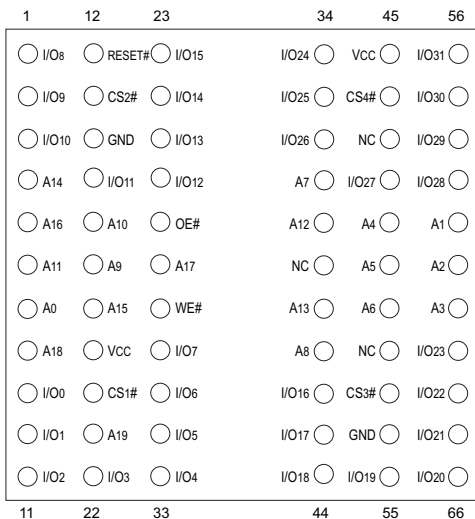 1 12 23 34 45 56
I/O8 RESET# I/O15 I/O24 VCC I/O31
I/O9 CS2# I/O14 I/O25 CS4# I/O30
I/O10 GND I/O13 I/O26 NC I/O29
A14 I/O11 I/O12 A7 I/O27 I/O28
A16 A10 OE# A12 A4 A1
A11 A9 A17 NC A5 A2
A0 A15 WE# A13 A6 A3
A18 VCC I/O7 A8 NC I/O23
I/O0 CS1# I/O6 I/O16 CS3# I/O22
I/O1 A19 I/O5 I/O17 GND I/O21
I/O2 I/O3 I/O4 I/O18 I/O19 I/O20
11 22 33 44 55 66